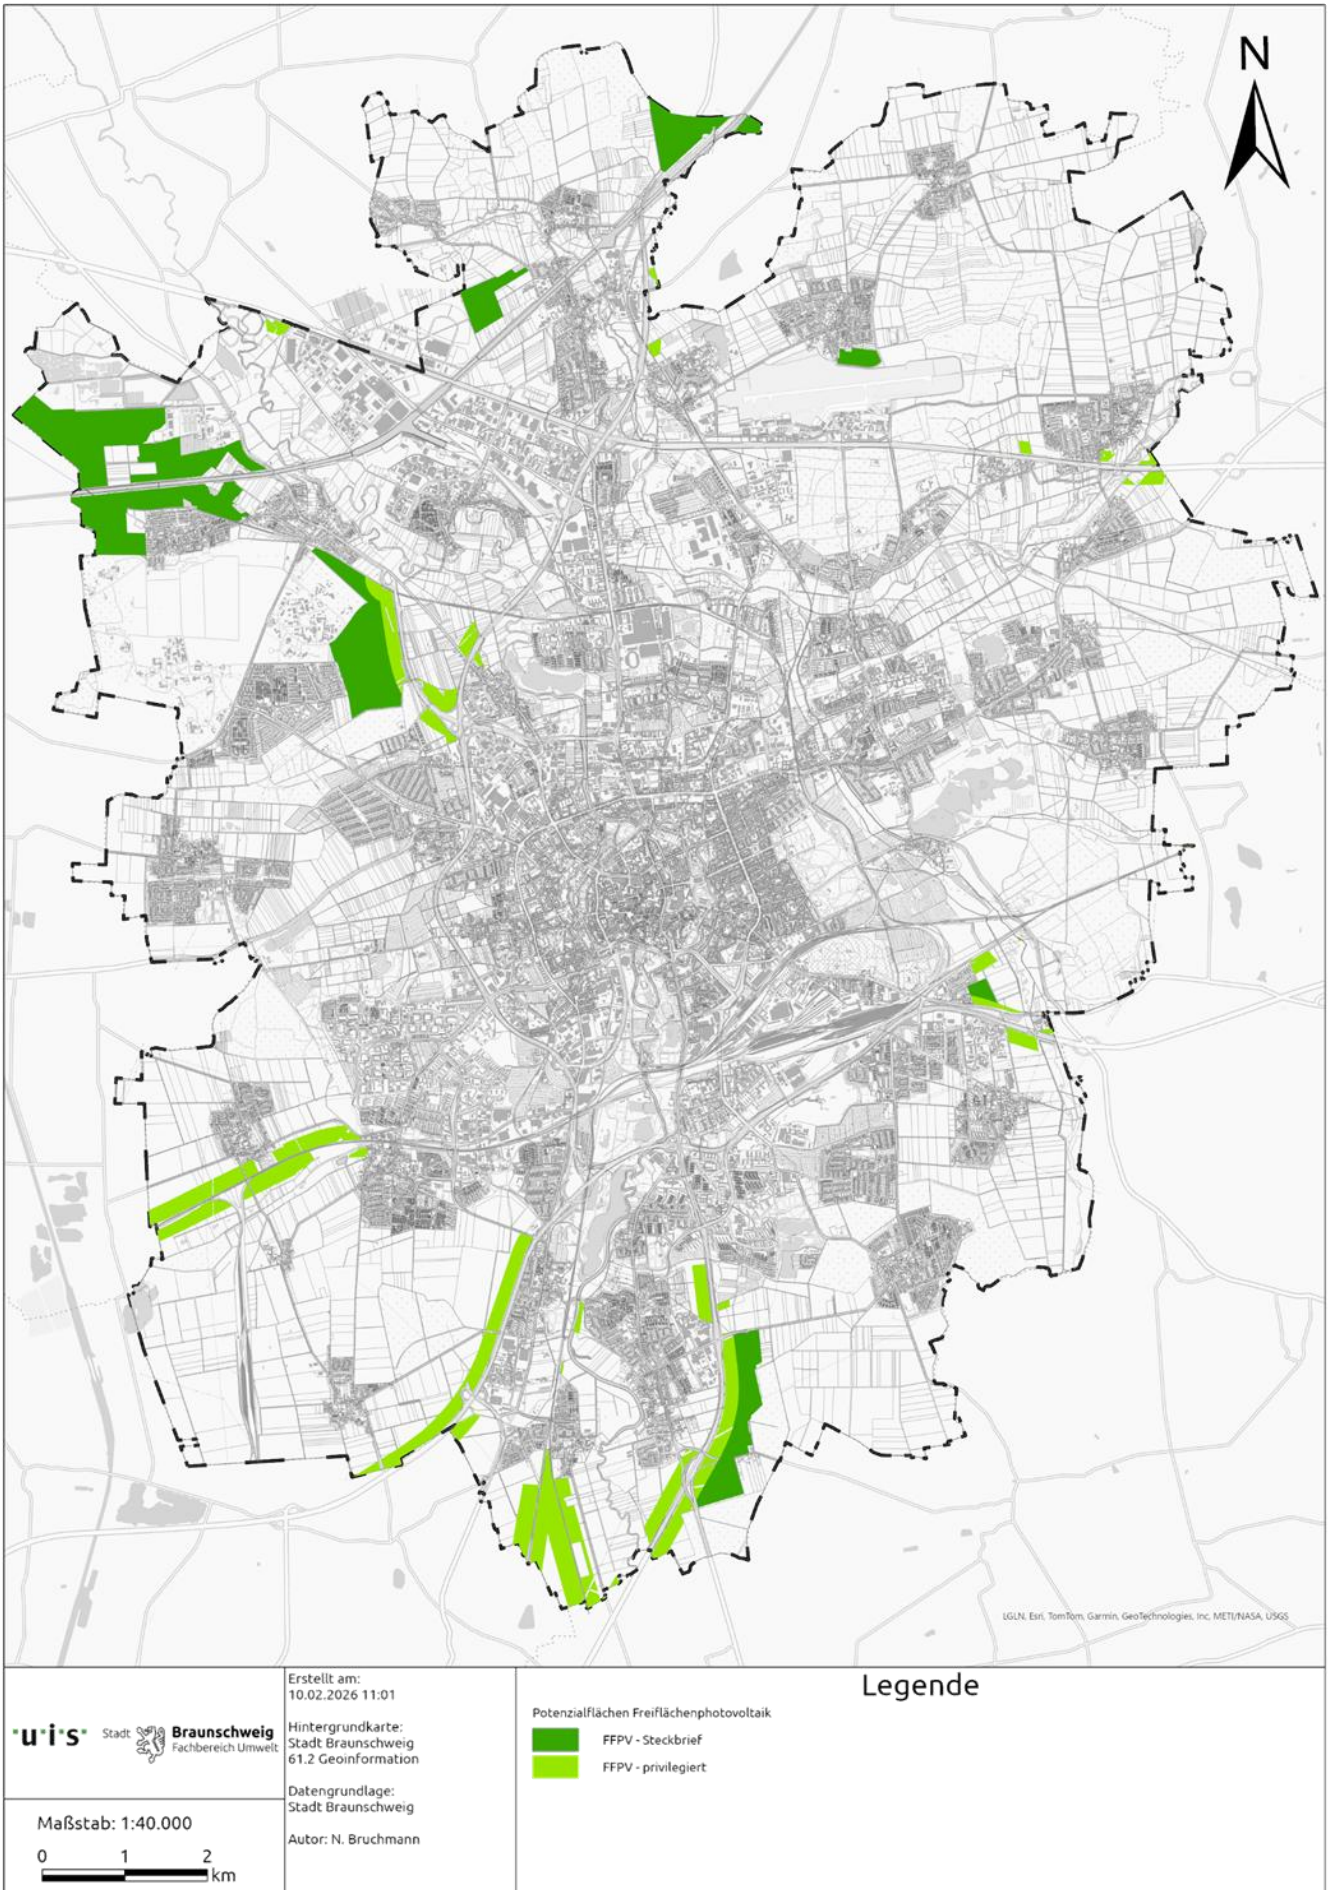 N
LGLN, Esri, TomTom, Garmin, GeoTechnologies, Inc, METI/NASA, USGS
Legende
u·i·s
Stadt
Braunschweig
Fachbereich Umwelt
Maßstab: 1:40.000
0 1 2
km
Erstellt am:
10.02.2026 11:01
Hintergrundkarte:
Stadt Braunschweig
61.2 Geoinformation
Datengrundlage:
Stadt Braunschweig
Autor: N. Bruchmann
Potenzialflächen Freiflächenphotovoltaik
FFPV - Steckbrief
FFPV - privilegiert